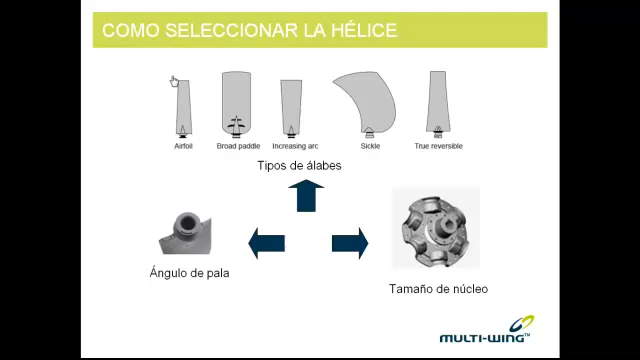 COMO SELECCIONAR LA HÉLICE
Airfoil Broad paddle Increasing arc Sickle True reversible
Tipos de álabes
Ángulo de pala
Tamaño de núcleo
MULTI-WING™